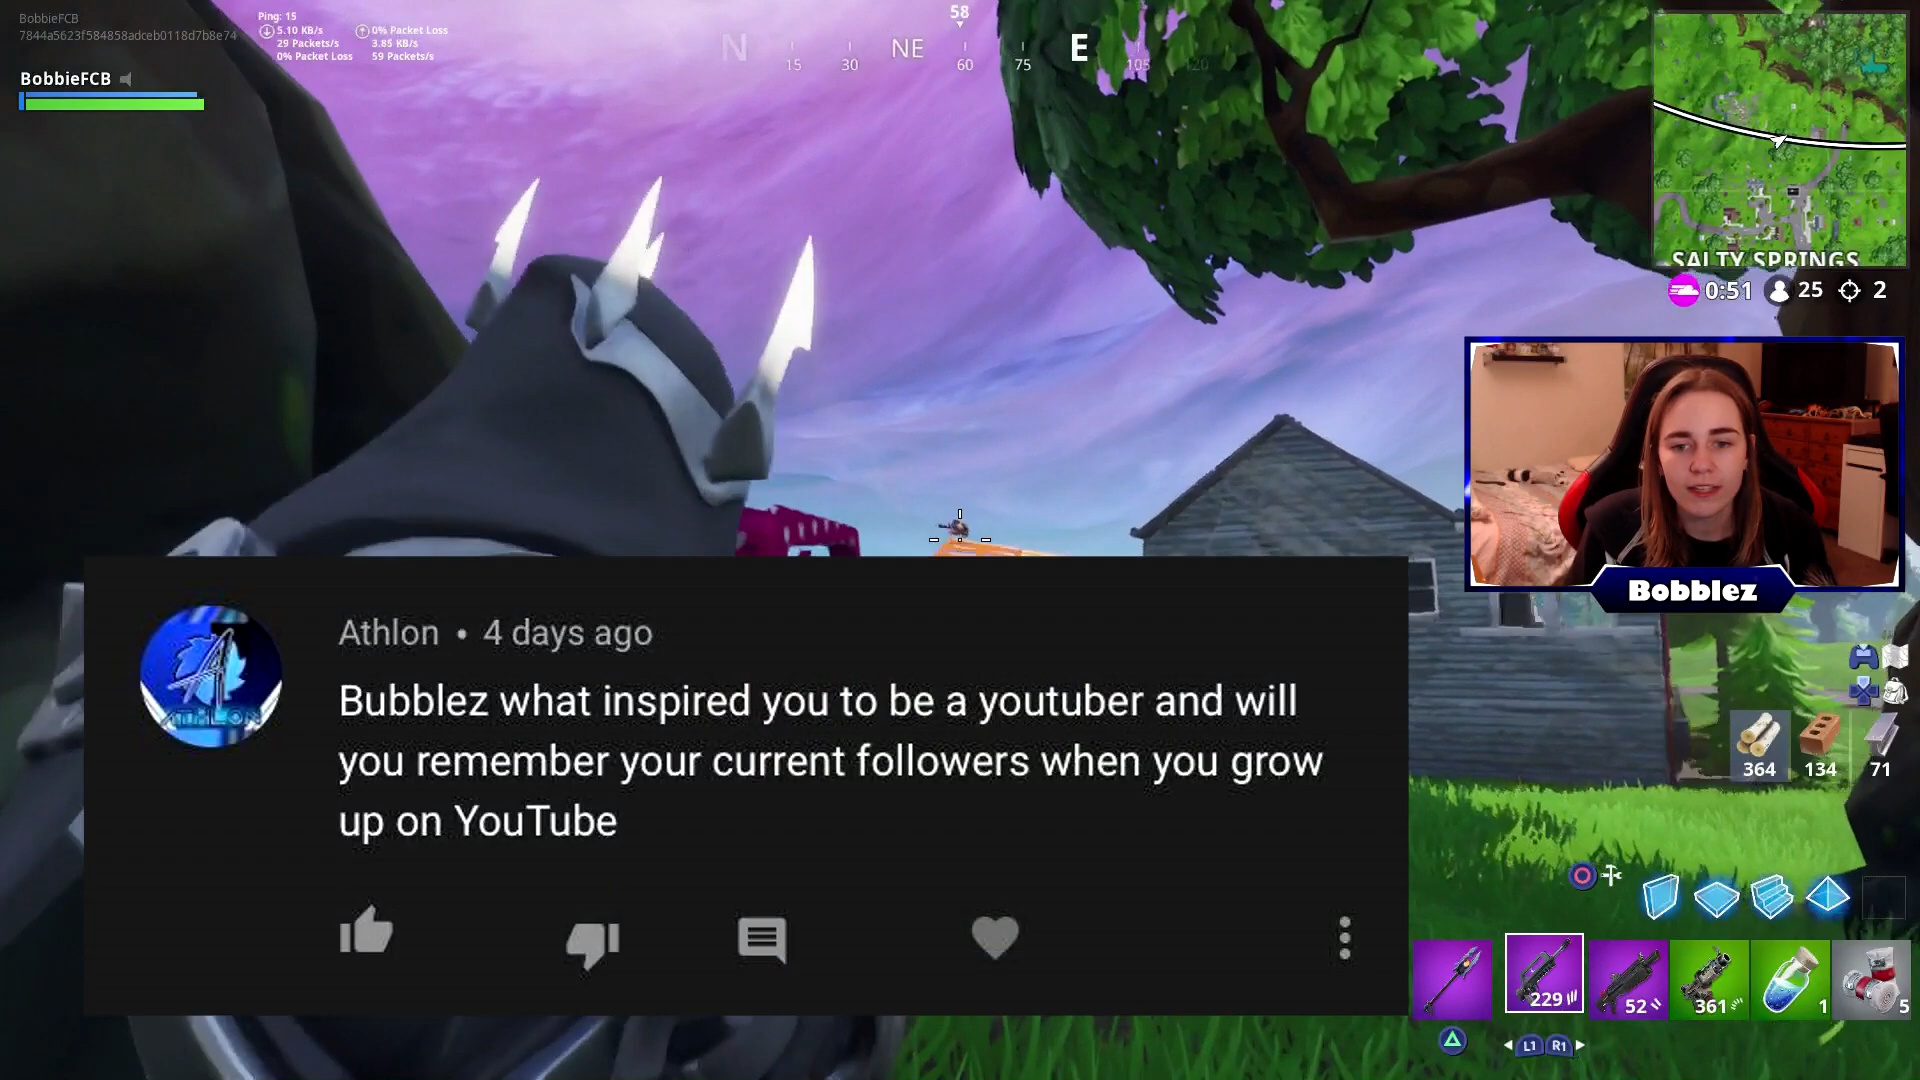 BobbieFCB
7844a5623f584858adceb0118d7b8e74
Ping: 15
5.10 KB/s
0% Packet Loss
29 Packets/s
3.85 KB/s
0% Packet Loss
59 Packets/s
BobbieFCB
58
N 15 30 NE 60 75 E 105 120
SALTY SPRINGS
0:51 25 2
Bobblez
Athlon • 4 days ago
Bubblez what inspired you to be a youtuber and will
you remember your current followers when you grow
up on YouTube
ATHLON
364 134 71
229 52 361 1 5
L1 R1